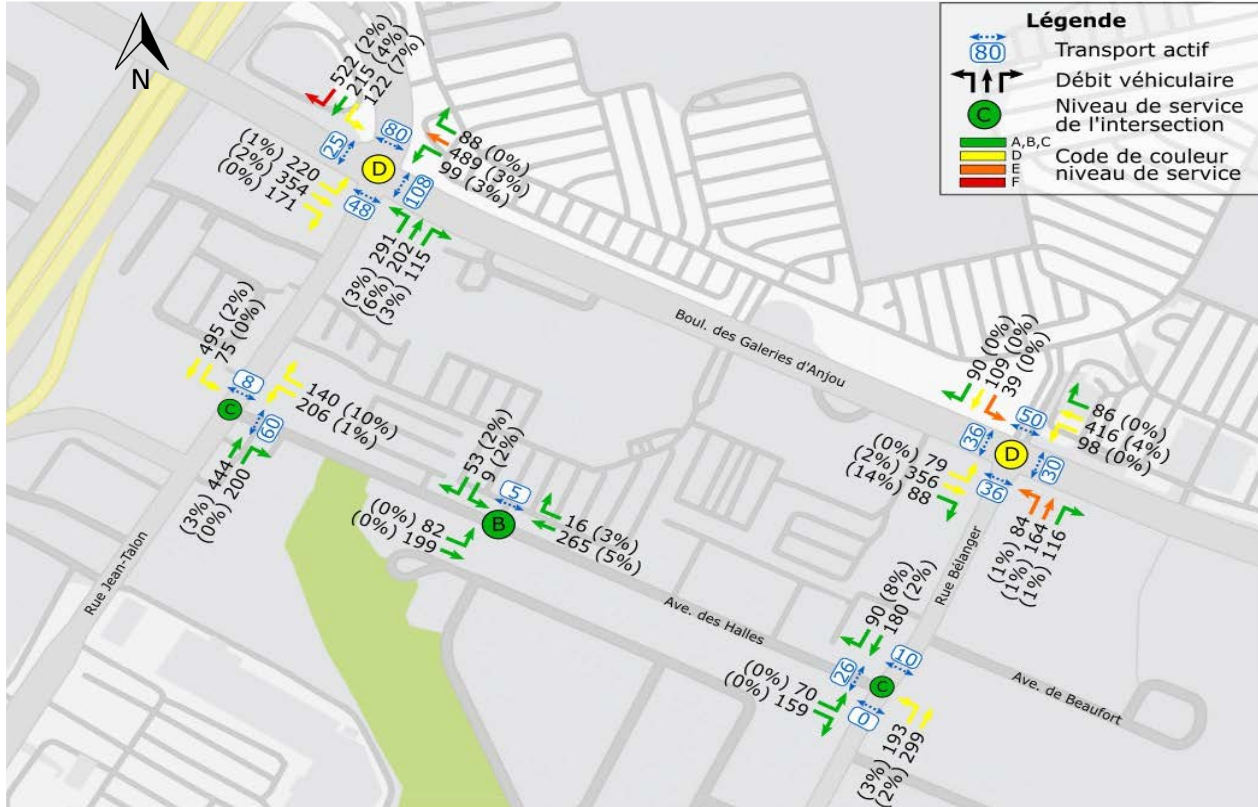 N
Légende
80
Transport actif
Débit véhiculaire
C
Niveau de service
de l'intersection
A,B,C
D
E
F
Code de couleur
niveau de service
522 (2%)
215 (4%)
122 (7%)
25
80
D
108
48
88 (0%)
489 (3%)
99 (3%)
(1%) 220
(2%) 354
(0%) 171
(3%) 291
(6%) 202
(3%) 115
Boul. des Galeries d'Anjou
495 (2%)
75 (0%)
8
C
60
140 (10%)
206 (1%)
(3%) 444
(0%) 200
Rue Jean-Talon
53 (2%)
9 (2%)
5
B
(0%) 82
(0%) 199
16 (3%)
265 (5%)
90 (0%)
109 (0%)
39 (0%)
36
50
D
30
36
86 (0%)
416 (4%)
98 (0%)
(0%) 79
(2%) 356
(14%) 88
(1%) 84
(1%) 164
(1%) 116
Rue Bélanger
Ave. des Halles
90 (8%)
180 (2%)
26
10
C
0
(0%) 70
(0%) 159
(3%) 193
(2%) 299
Ave. de Beaufort